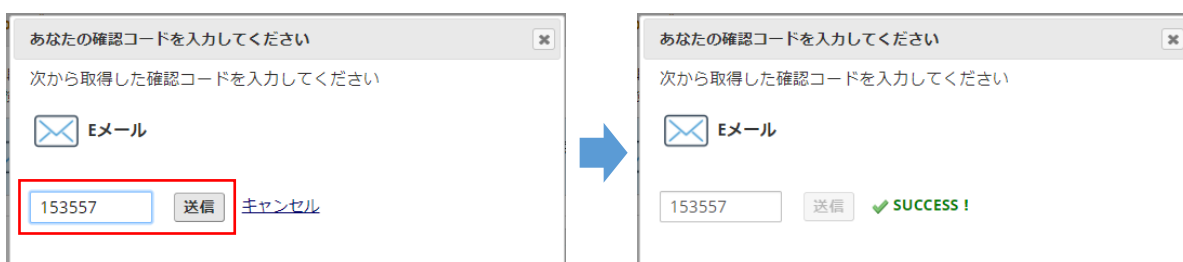 あなたの確認コードを入力してください
次から取得した確認コードを入力してください
Eメール
153557 送信 キャンセル
あなたの確認コードを入力してください
次から取得した確認コードを入力してください
Eメール
153557 送信 SUCCESS !